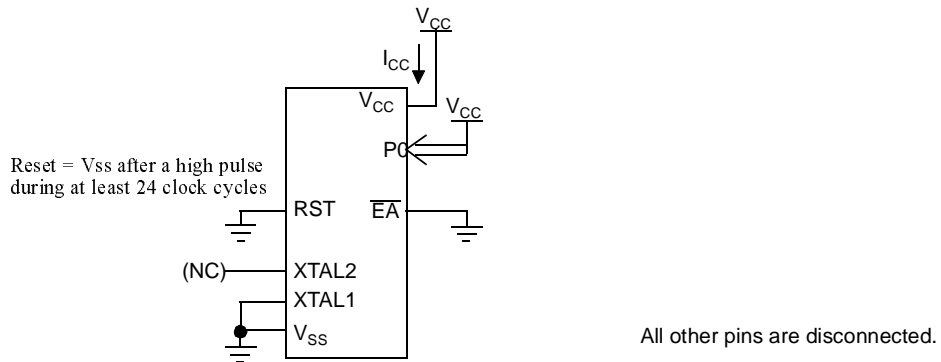 VCC
ICC
VCC
VCC
P0
Reset = Vss after a high pulse
during at least 24 clock cycles
RST
EA
(NC)
XTAL2
XTAL1
VSS
All other pins are disconnected.